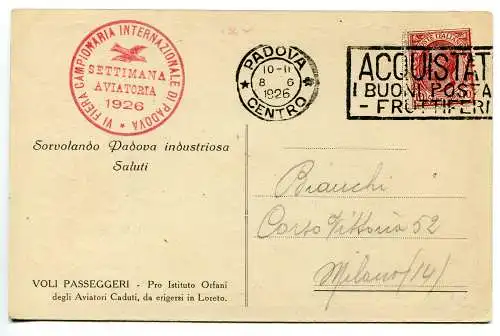 VI FIERA CAMPIONARIA INTERNAZIONALE DI PADOVA
SETTIMANA
AVIATORIA
1926
PADOVA
10-11
8 6
1926
CENTRO
ACQUISTAT
I BUONI POSTA
- FRUTTIFERI
Sorvolando Padova industriosa
Saluti
Bianchi
Corso Vittoria 52
Milano (14)
VOLI PASSEGGERI - Pro Istituto Orfani
degli Aviatori Caduti, da erigersi in Loreto.